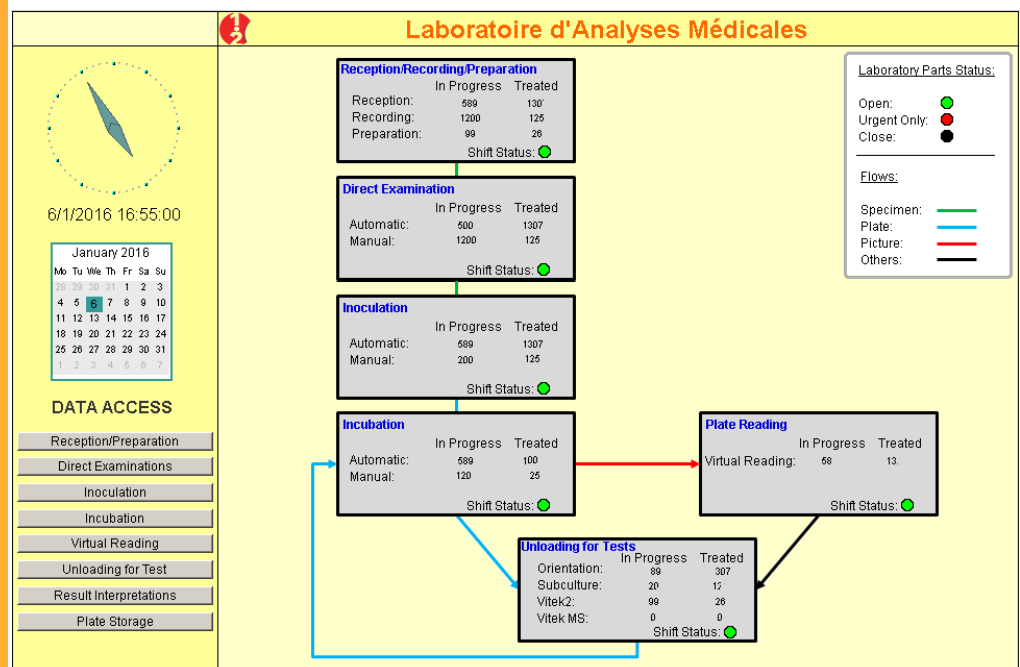 Laboratoire d'Analyses Médicales
6/1/2016 16:55:00
January 2016
Mo Tu We Th Fr Sa Su
28 29 30 31 1 2 3
4 5 6 7 8 9 10
11 12 13 14 15 16 17
18 19 20 21 22 23 24
25 26 27 28 29 30 31
1 2 3 4 5 6 7
DATA ACCESS
Reception/Preparation
Direct Examinations
Inoculation
Incubation
Virtual Reading
Unloading for Test
Result Interpretations
Plate Storage
Reception/Recording/Preparation
In Progress Treated
Reception: 589
Recording: 1200 125
Preparation: 99 26
Shift Status:
Direct Examination
In Progress Treated
Automatic: 500 1307
Manual: 1200 125
Shift Status:
Inoculation
In Progress Treated
Automatic: 589 1307
Manual: 200 125
Shift Status:
Incubation
In Progress Treated
Automatic: 589 100
Manual: 120 25
Shift Status:
Plate Reading
In Progress Treated
Virtual Reading: 58 13
Shift Status:
Unloading for Tests
In Progress Treated
Orientation: 89 307
Subculture: 20
Vitek2: 99 26
Vitek MS: 0 0
Shift Status:
Laboratory Parts Status:
Open:
Urgent Only:
Close:
Flows:
Specimen:
Plate:
Picture:
Others: